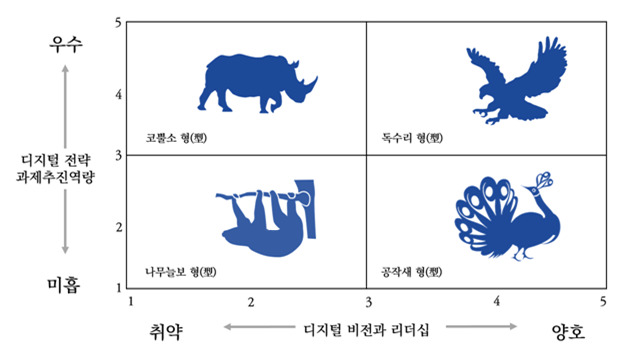 5
우수
4
코뿔소 형(型)
독수리 형(型)
디지털 전략
과제추진역량
3
2
나무늘보 형(型)
공작새 형(型)
미흡
1
1 2 3 4 5
취약 디지털 비전과 리더십 양호